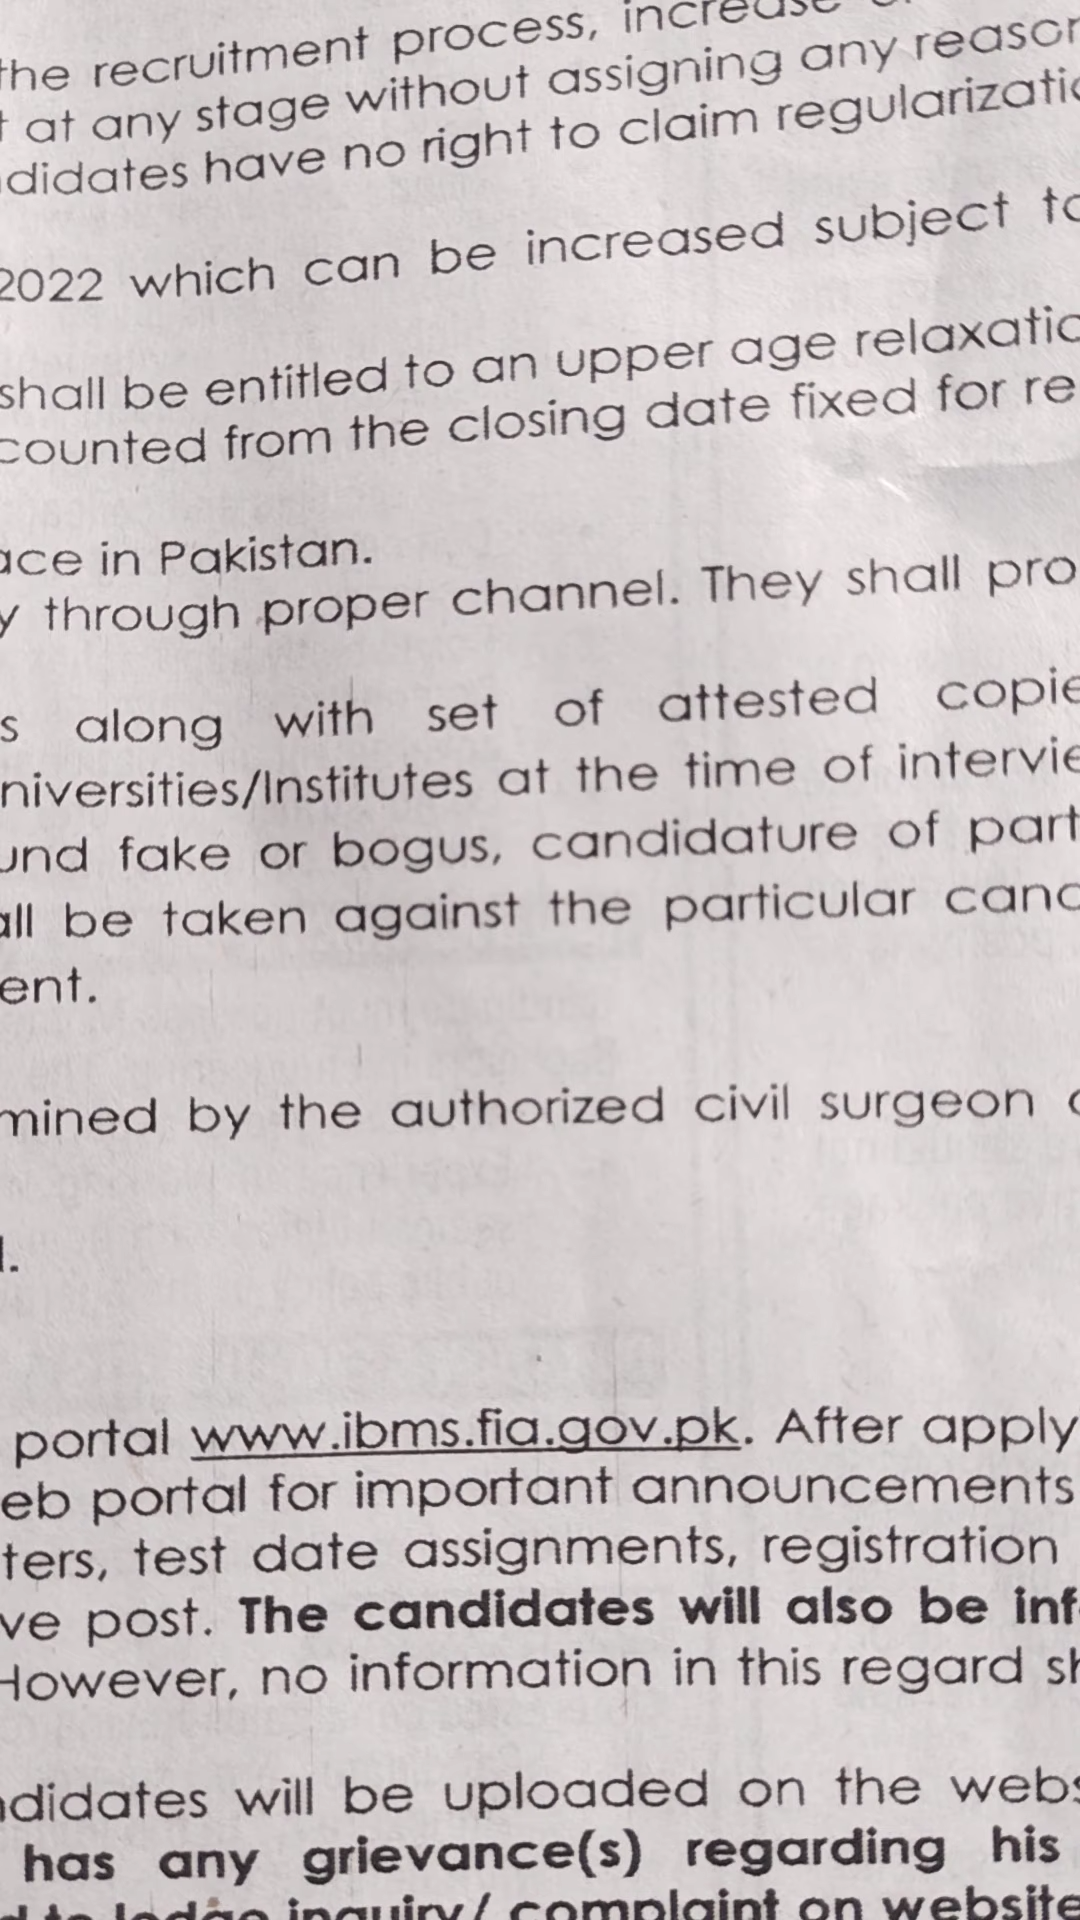 the recruitment process, increase
at any stage without assigning any reason
didates have no right to claim regularizatio
2022 which can be increased subject to
shall be entitled to an upper age relaxatio
counted from the closing date fixed for re
ace in Pakistan.
y through proper channel. They shall pro
s along with set of attested copie
niversities/Institutes at the time of intervie
und fake or bogus, candidature of part
all be taken against the particular canc
ent.
mined by the authorized civil surgeon
l.
portal www.ibms.fia.gov.pk. After apply
eb portal for important announcements
ters, test date assignments, registration
ve post. The candidates will also be inf
However, no information in this regard sh
didates will be uploaded on the webs
has any grievance(s) regarding his
d to lodge inquiry/ complaint on website